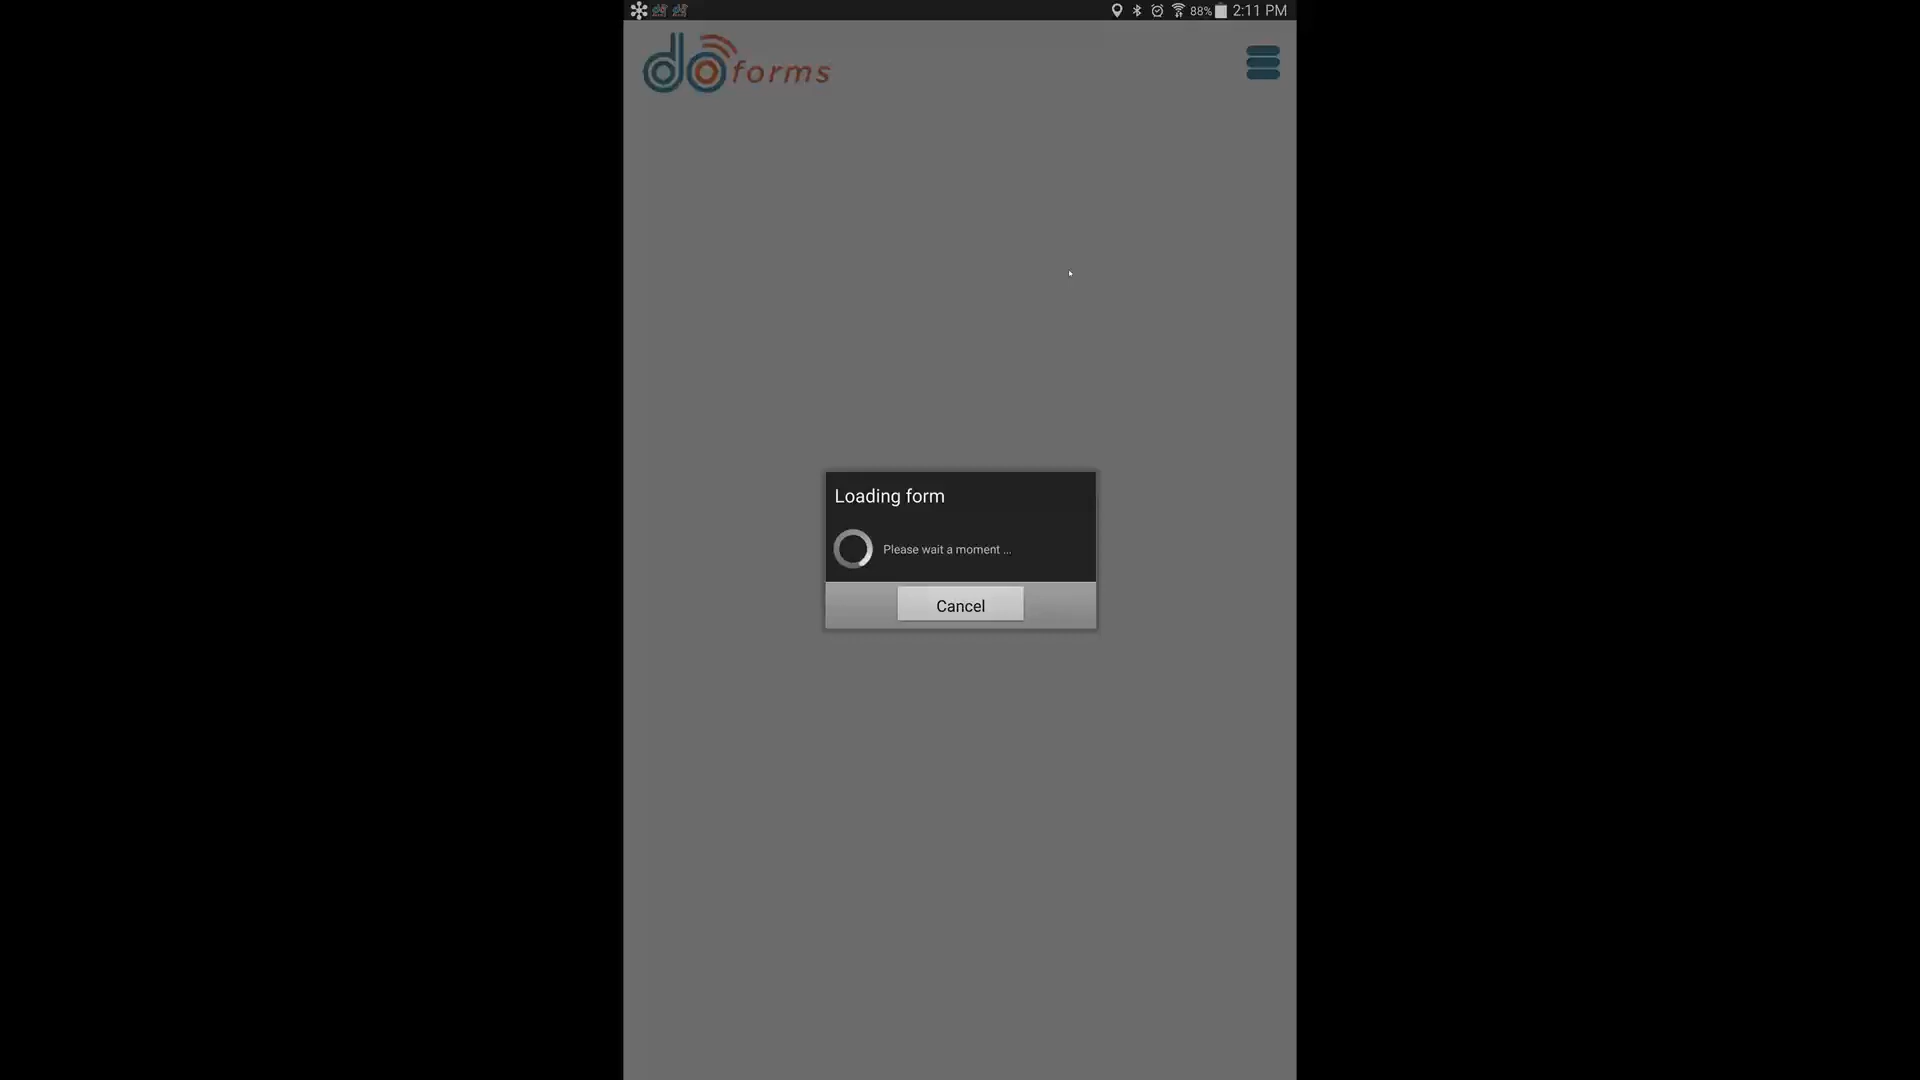 88% 2:11 PM
doforms
Loading form
Please wait a moment ...
Cancel